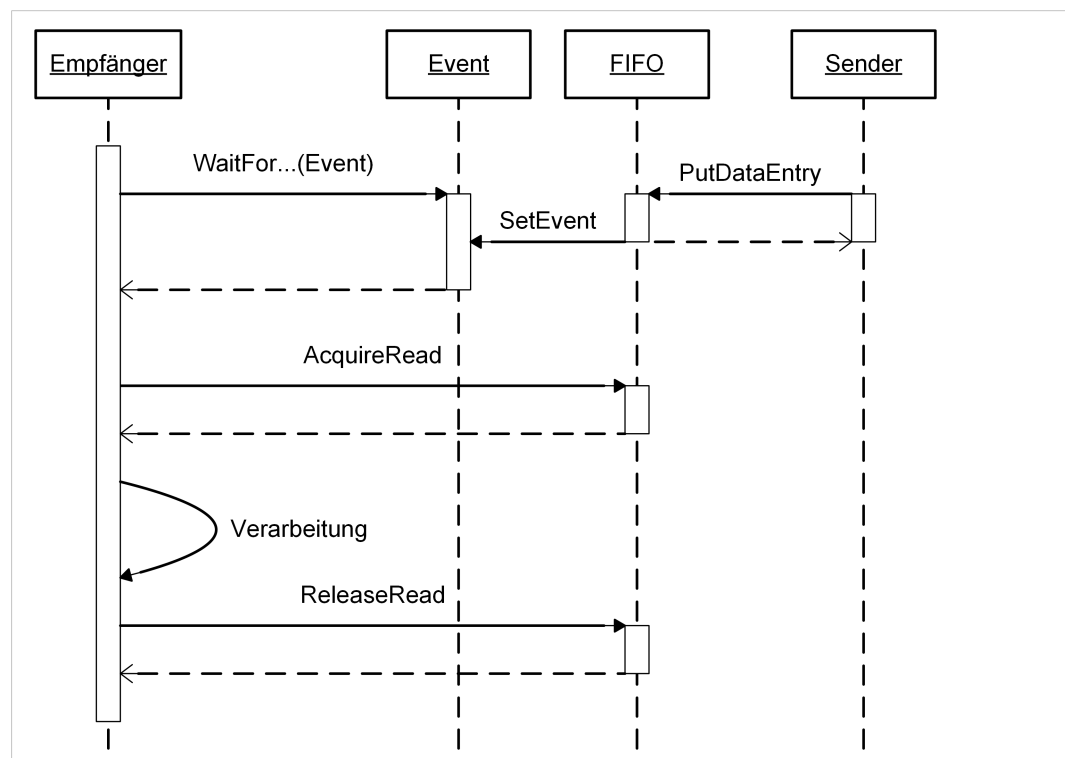 Empfänger
Event
FIFO
Sender
WaitFor...(Event)
PutDataEntry
SetEvent
AcquireRead
Verarbeitung
ReleaseRead